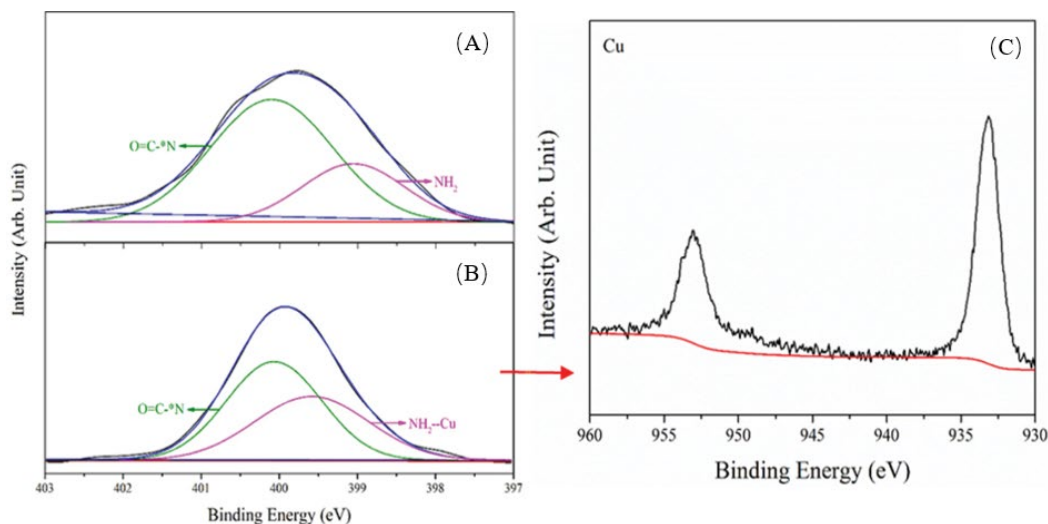 (A)
O=C-*N
NH₂
(B)
O=C-*N
NH₂--Cu
Intensity (Arb. Unit)
403 402 401 400 399 398 397
Binding Energy (eV)
Cu
(C)
Intensity (Arb. Unit)
960 955 950 945 940 935 930
Binding Energy (eV)